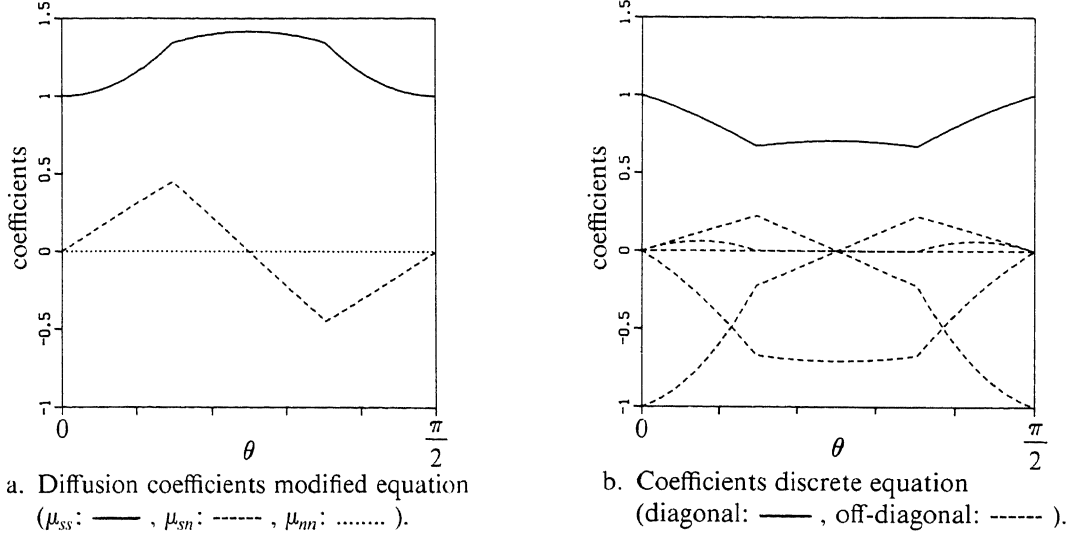 1.5
1
0.5
0
-0.5
-1
coefficients
0
θ
π
2
a. Diffusion coefficients modified equation
(μss: ——— , μsn: ------ , μnn: ........ ).
1.5
1
0.5
0
-0.5
-1
coefficients
0
θ
π
2
b. Coefficients discrete equation
(diagonal: ——— , off-diagonal: ------ ).